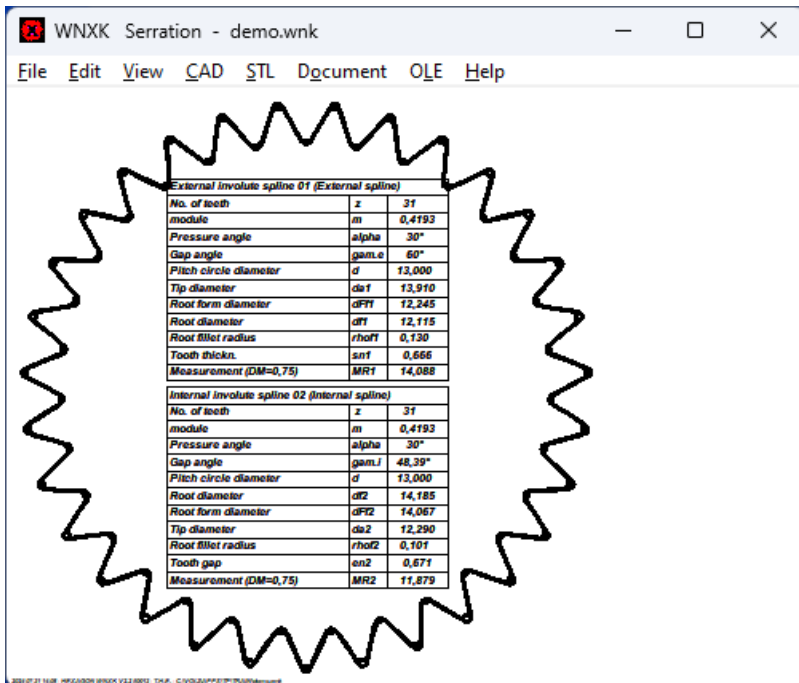 WNXK Serration - demo.wnk
File Edit View CAD STL Document OLE Help
External involute spline 01 (External spline)
No. of teeth z 31
module m 0,4193
Pressure angle alpha 30°
Gap angle gam.e 60°
Pitch circle diameter d 13,000
Tip diameter da1 13,910
Root form diameter dFf1 12,245
Root diameter df1 12,115
Root fillet radius rhof1 0,130
Tooth thickn. sn1 0,666
Measurement (DM=0,75) MR1 14,088
Internal involute spline 02 (Internal spline)
No. of teeth z 31
module m 0,4193
Pressure angle alpha 30°
Gap angle gam.i 48,39°
Pitch circle diameter d 13,000
Root diameter df2 14,185
Root form diameter dFf2 14,067
Tip diameter da2 12,290
Root fillet radius rhof2 0,101
Tooth gap en2 0,671
Measurement (DM=0,75) MR2 11,879